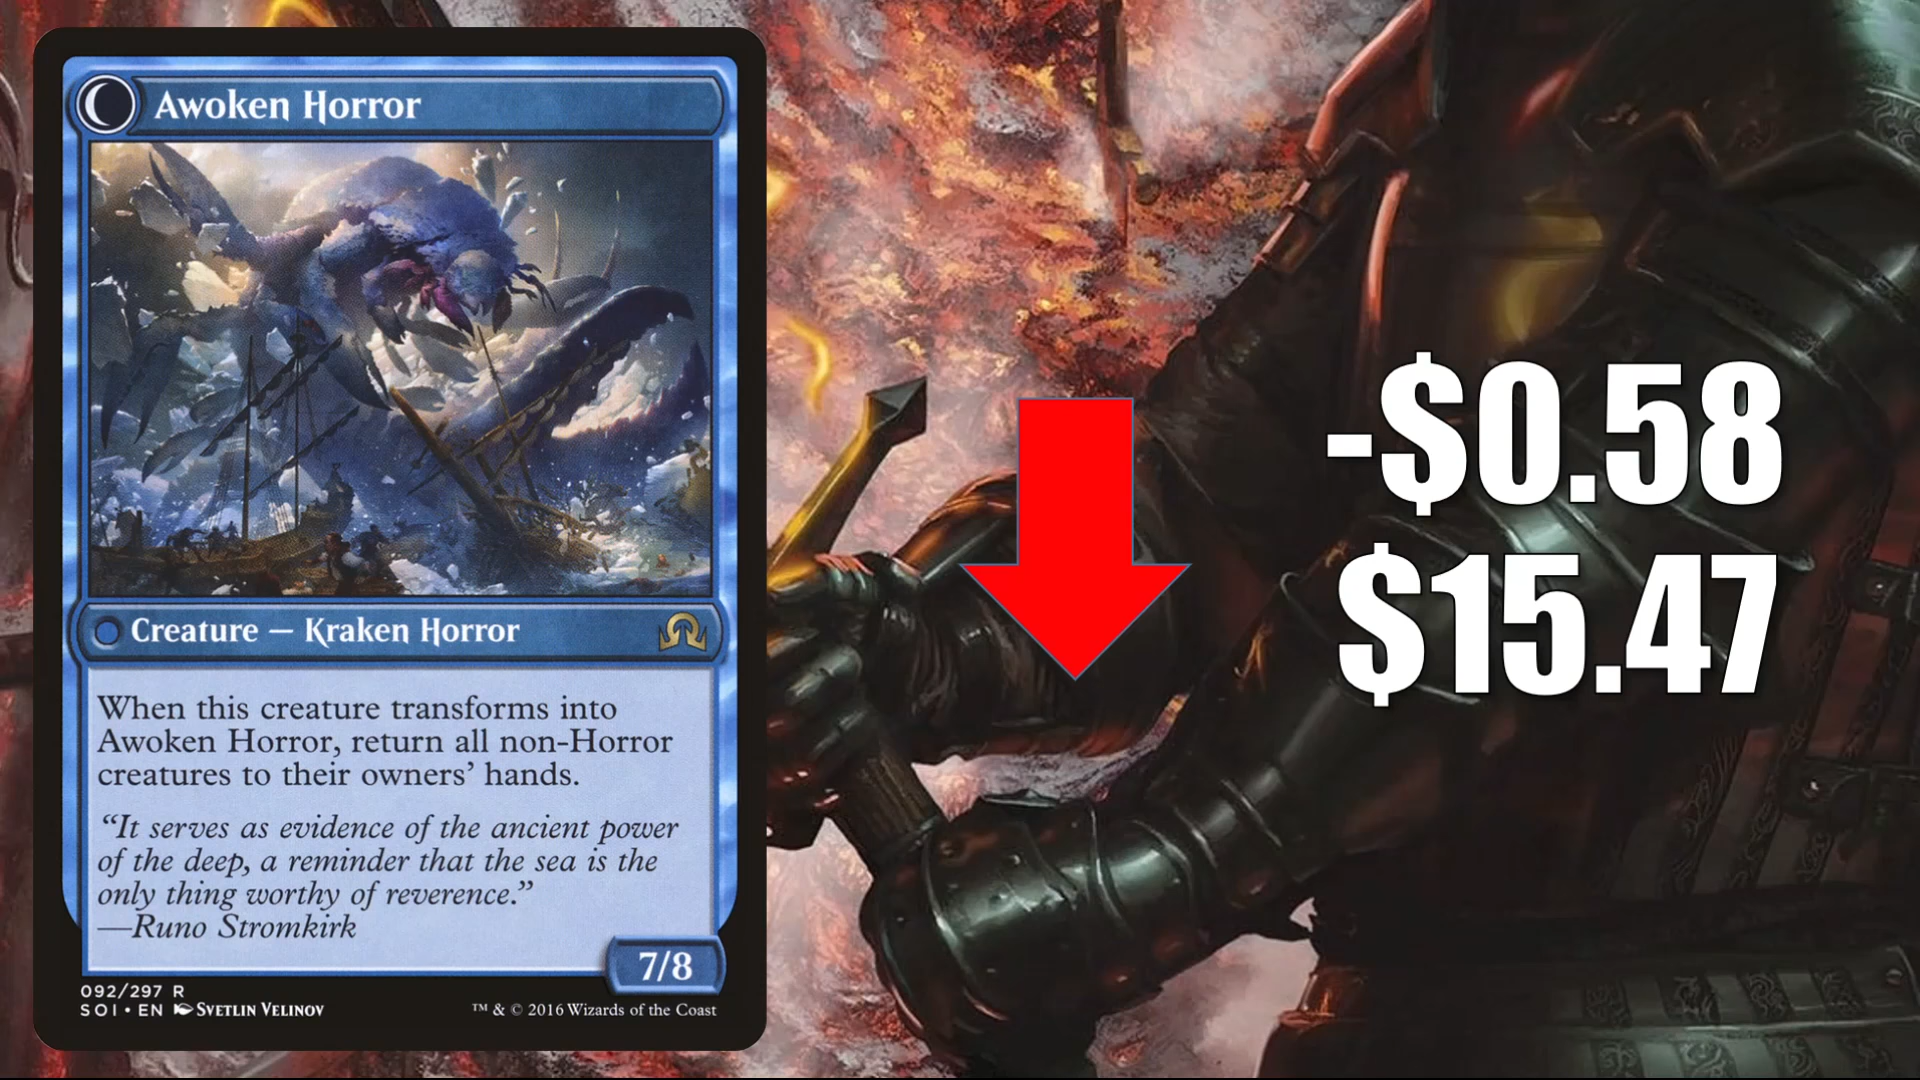 Awoken Horror
Creature — Kraken Horror
When this creature transforms into
Awoken Horror, return all non-Horror
creatures to their owners’ hands.
“It serves as evidence of the ancient power
of the deep, a reminder that the sea is the
only thing worthy of reverence.”
—Runo Stromkirk
7/8
092/297 R
SOI • EN Svetlin Velinov
™ & © 2016 Wizards of the Coast
-$0.58
$15.47